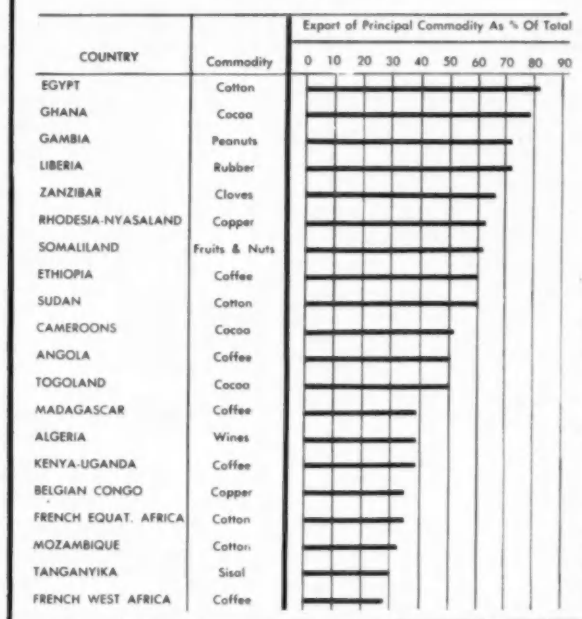 Export of Principal Commodity As % Of Total
COUNTRY Commodity 0 10 20 30 40 50 60 70 80 90
EGYPT Cotton
GHANA Cocoa
GAMBIA Peanuts
LIBERIA Rubber
ZANZIBAR Cloves
RHODESIA-NYASALAND Copper
SOMALILAND Fruits & Nuts
ETHIOPIA Coffee
SUDAN Cotton
CAMEROONS Cocoa
ANGOLA Coffee
TOGOLAND Cocoa
MADAGASCAR Coffee
ALGERIA Wines
KENYA-UGANDA Coffee
BELGIAN CONGO Copper
FRENCH EQUAT. AFRICA Cotton
MOZAMBIQUE Cotton
TANGANYIKA Sisal
FRENCH WEST AFRICA Coffee